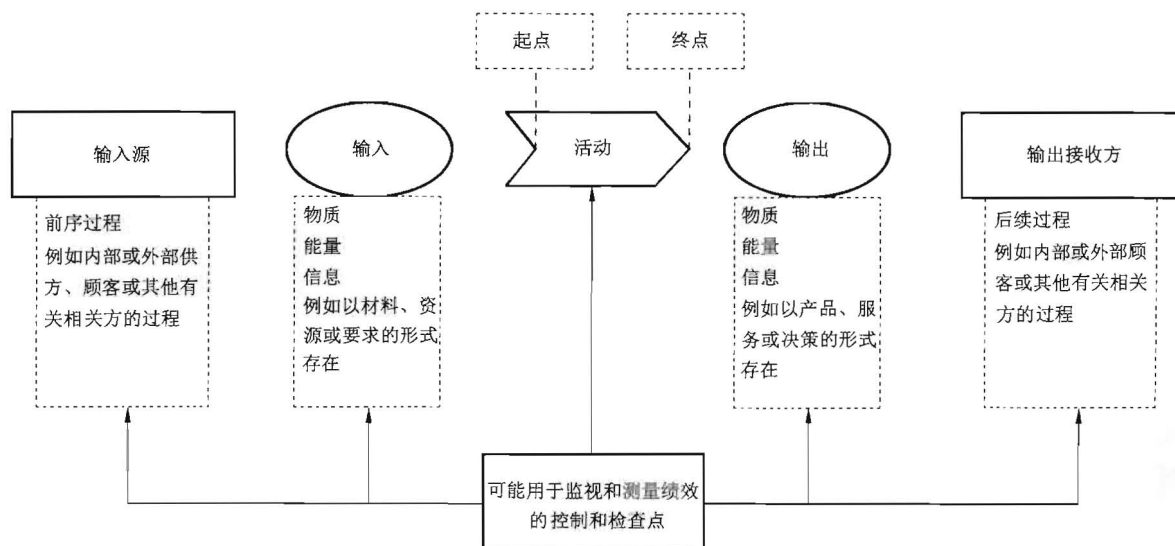 起点
终点
输入源
输入
活动
输出
输出接收方
前序过程
例如内部或外部供
方、顾客或其他有
关相关方的过程
物质
能量
信息
例如以材料、资
源或要求的形式
存在
物质
能量
信息
例如以产品、服
务或决策的形式
存在
后续过程
例如内部或外部顾
客或其他有关相关
方的过程
可能用于监视和测量绩效
的控制和检查点